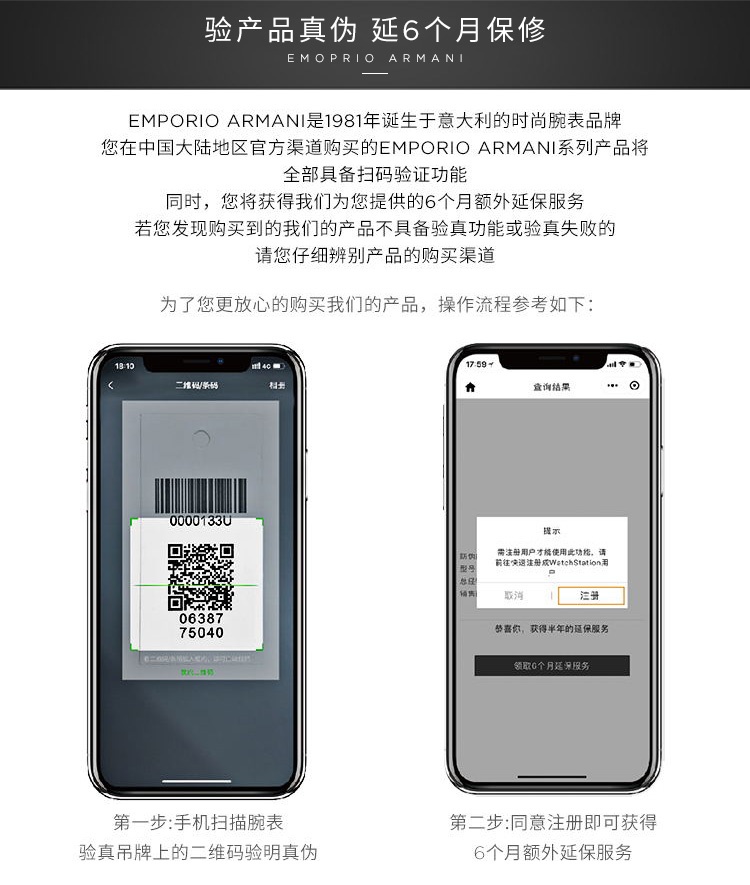 验产品真伪 延6个月保修
EMOPRIO ARMANI
EMPORIO ARMANI是1981年诞生于意大利的时尚腕表品牌
您在中国大陆地区官方渠道购买的EMPORIO ARMANI系列产品将
全部具备扫码验证功能
同时，您将获得我们为您提供的6个月额外延保服务
若您发现购买到的我们的产品不具备验真功能或验真失败的
请您仔细辨别产品的购买渠道
为了您更放心的购买我们的产品，操作流程参考如下：
18:10
4G
二维码/条码
相册
0000133U
06387
75040
我的二维码
第一步:手机扫描腕表
验真吊牌上的二维码验明真伪
17:59
查询结果
提示
需注册用户才能使用此功能，请
前往快速注册成WatchStation用
户
取消
注册
型号
恭喜你，获得半年的延保服务
领取6个月延保服务
第二步:同意注册即可获得
6个月额外延保服务